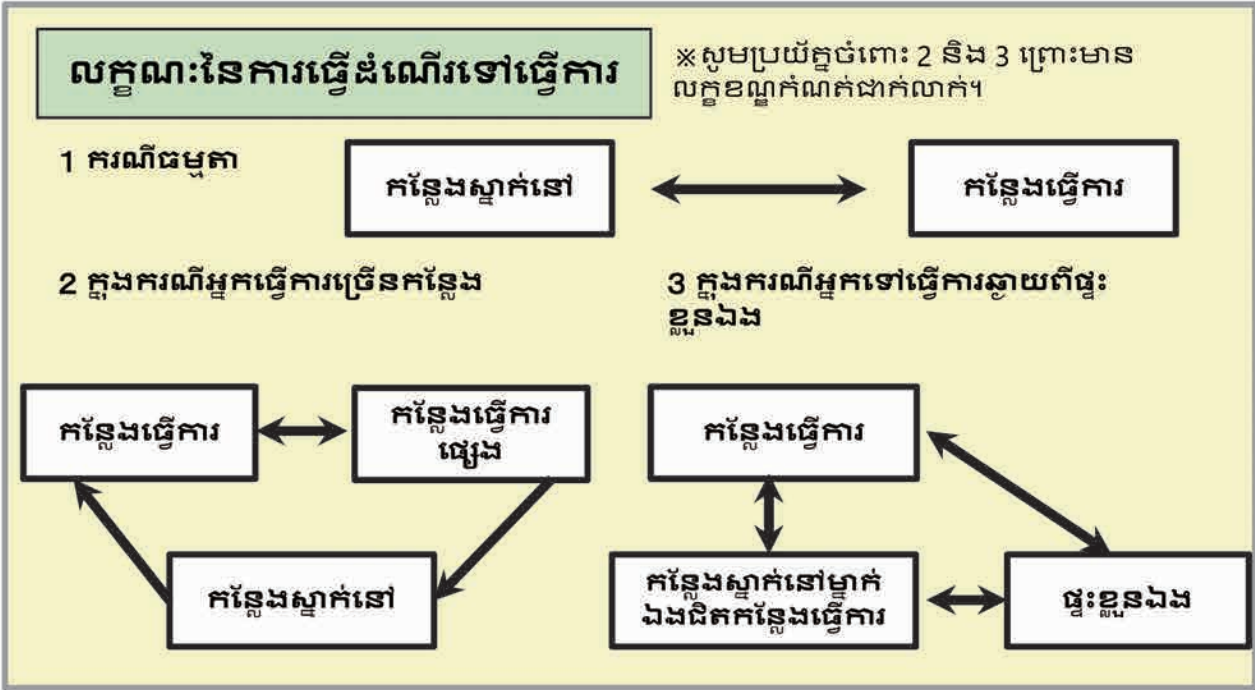 លក្ខណៈនៃការធ្វើដំណើរទៅធ្វើការ
※សូមប្រយ័ត្នចំពោះ 2 និង 3 ព្រោះមាន
លក្ខខណ្ឌកំណត់ជាក់លាក់។
1 ករណីធម្មតា
កន្លែងស្នាក់នៅ
កន្លែងធ្វើការ
2 ក្នុងករណីអ្នកធ្វើការច្រើនកន្លែង
កន្លែងធ្វើការ
កន្លែងធ្វើការ
ផ្សេង
កន្លែងស្នាក់នៅ
3 ក្នុងករណីអ្នកទៅធ្វើការឆ្ងាយពីផ្ទះ
ខ្លួនឯង
កន្លែងធ្វើការ
កន្លែងស្នាក់នៅម្នាក់
ឯងជិតកន្លែងធ្វើការ
ផ្ទះខ្លួនឯង